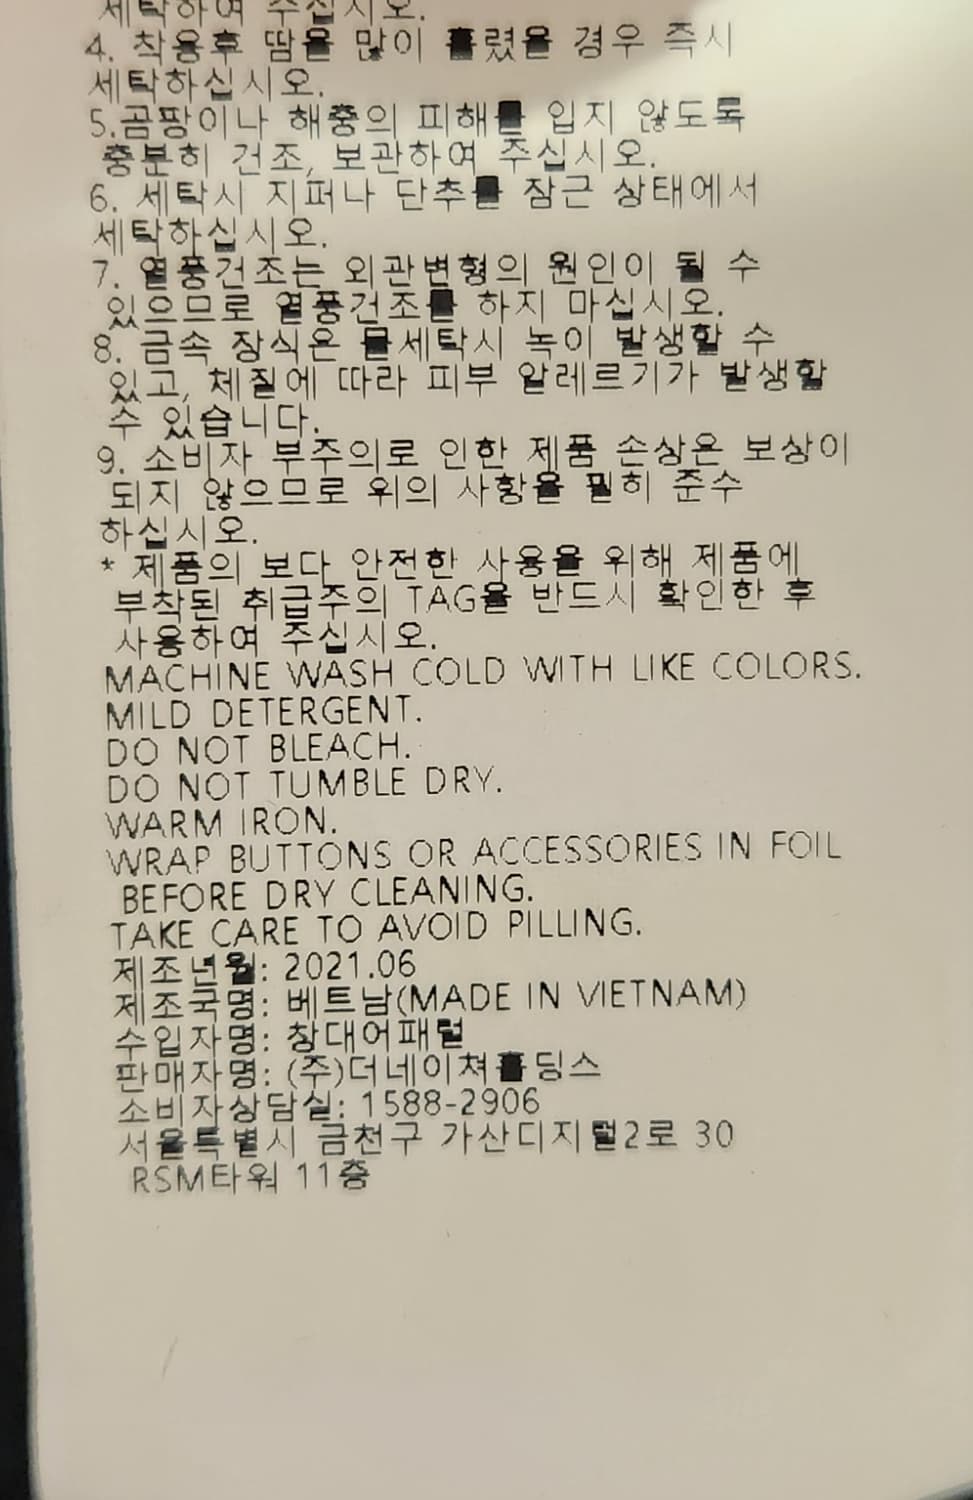 세탁하여 주십시오.
4. 착용후 땀을 많이 흘렸을 경우 즉시
세탁하십시오.
5.곰팡이나 해충의 피해를 입지 않도록
충분히 건조, 보관하여 주십시오.
6. 세탁시 지퍼나 단추를 잠근 상태에서
세탁하십시오.
7. 열풍건조는 외관변형의 원인이 될 수
있으므로 열풍건조를 하지 마십시오.
8. 금속 장식은 물세탁시 녹이 발생할 수
있고, 체질에 따라 피부 알레르기가 발생할
수 있습니다.
9. 소비자 부주의로 인한 제품 손상은 보상이
되지 않으므로 위의 사항을 필히 준수
하십시오.
* 제품의 보다 안전한 사용을 위해 제품에
부착된 취급주의 TAG을 반드시 확인한 후
사용하여 주십시오.
MACHINE WASH COLD WITH LIKE COLORS.
MILD DETERGENT.
DO NOT BLEACH.
DO NOT TUMBLE DRY.
WARM IRON.
WRAP BUTTONS OR ACCESSORIES IN FOIL
BEFORE DRY CLEANING.
TAKE CARE TO AVOID PILLING.
제조년월: 2021.06
제조국명: 베트남(MADE IN VIETNAM)
수입자명: 창대어패럴
판매자명: (주)더네이쳐홀딩스
소비자상담실: 1588-2906
서울특별시 금천구 가산디지털2로 30
RSM타워 11층